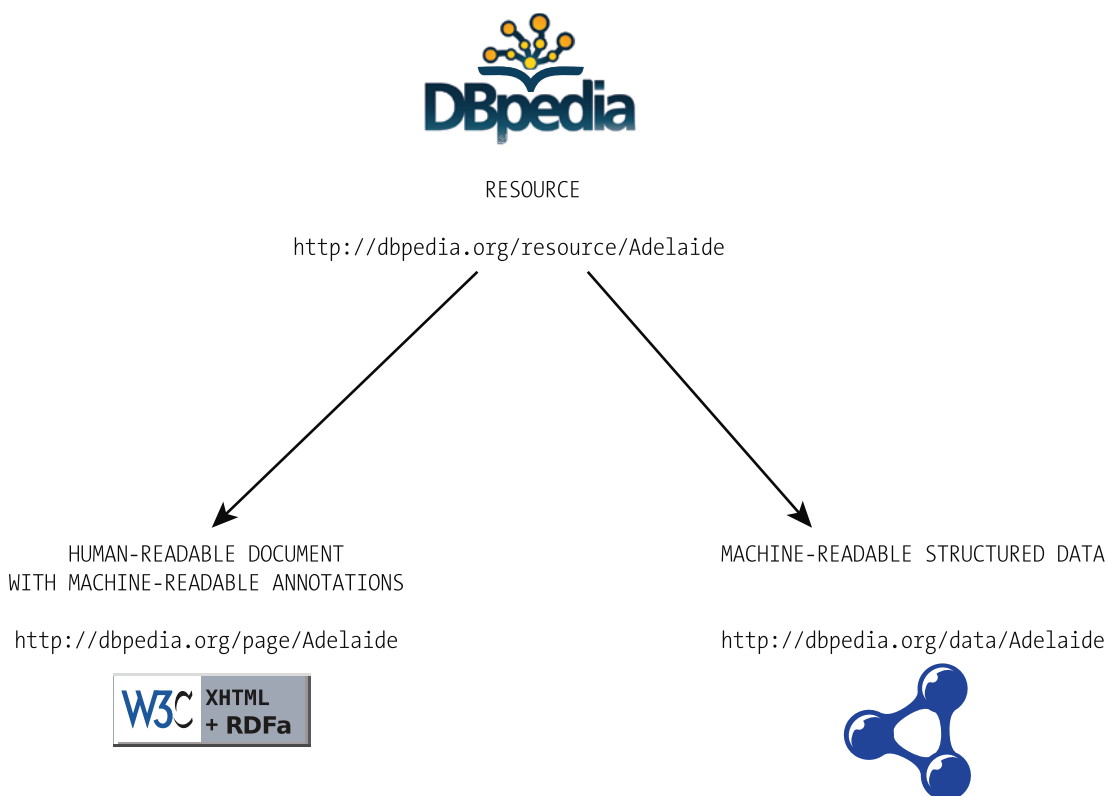 DBpedia
RESOURCE
http://dbpedia.org/resource/Adelaide
HUMAN-READABLE DOCUMENT
WITH MACHINE-READABLE ANNOTATIONS
http://dbpedia.org/page/Adelaide
W3C XHTML
+ RDFa
MACHINE-READABLE STRUCTURED DATA
http://dbpedia.org/data/Adelaide